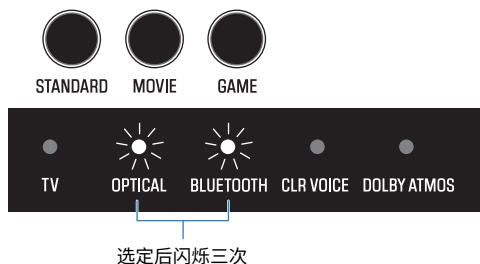 STANDARD MOVIE GAME
TV OPTICAL BLUETOOTH CLR VOICE DOLBY ATMOS
选定后闪烁三次